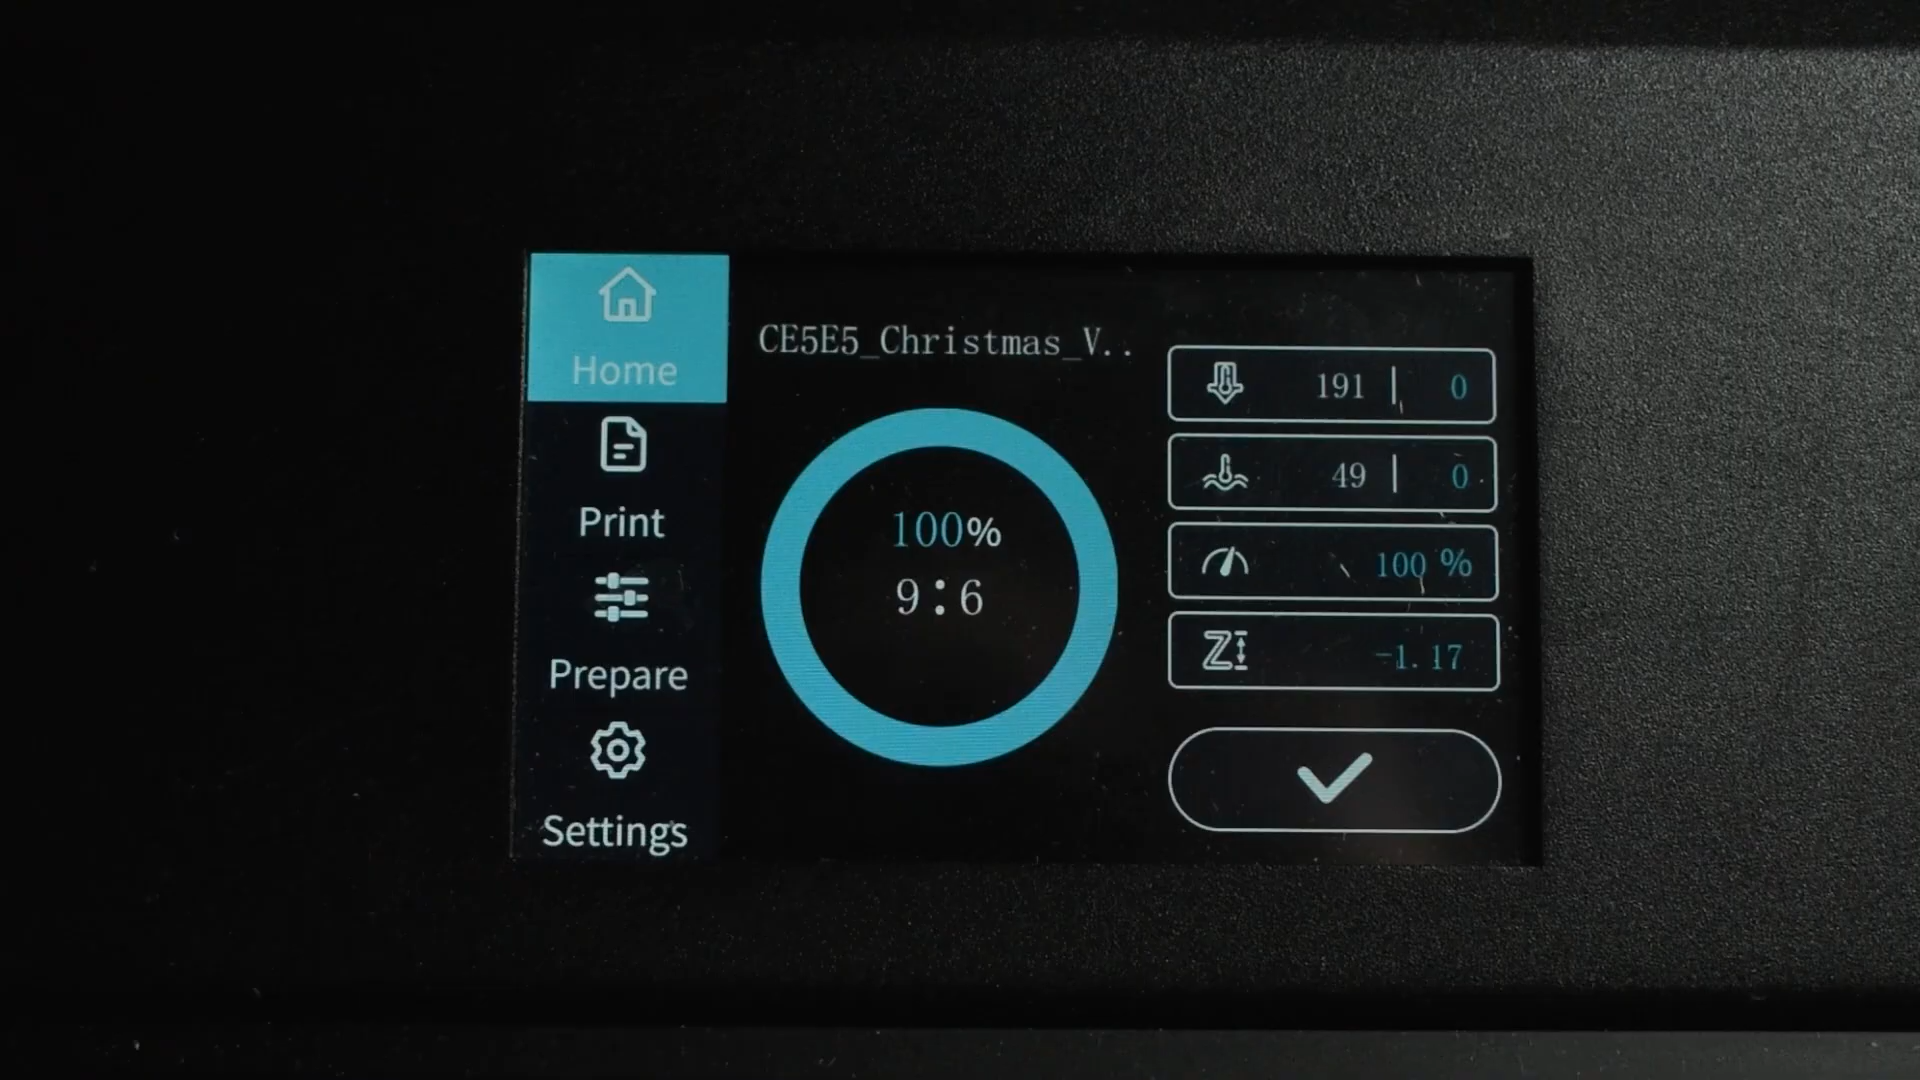 Home
Print
Prepare
Settings
CE5E5_Christmas_V..
100%
9:6
191 | 0
49 | 0
100 %
Z
-1.17